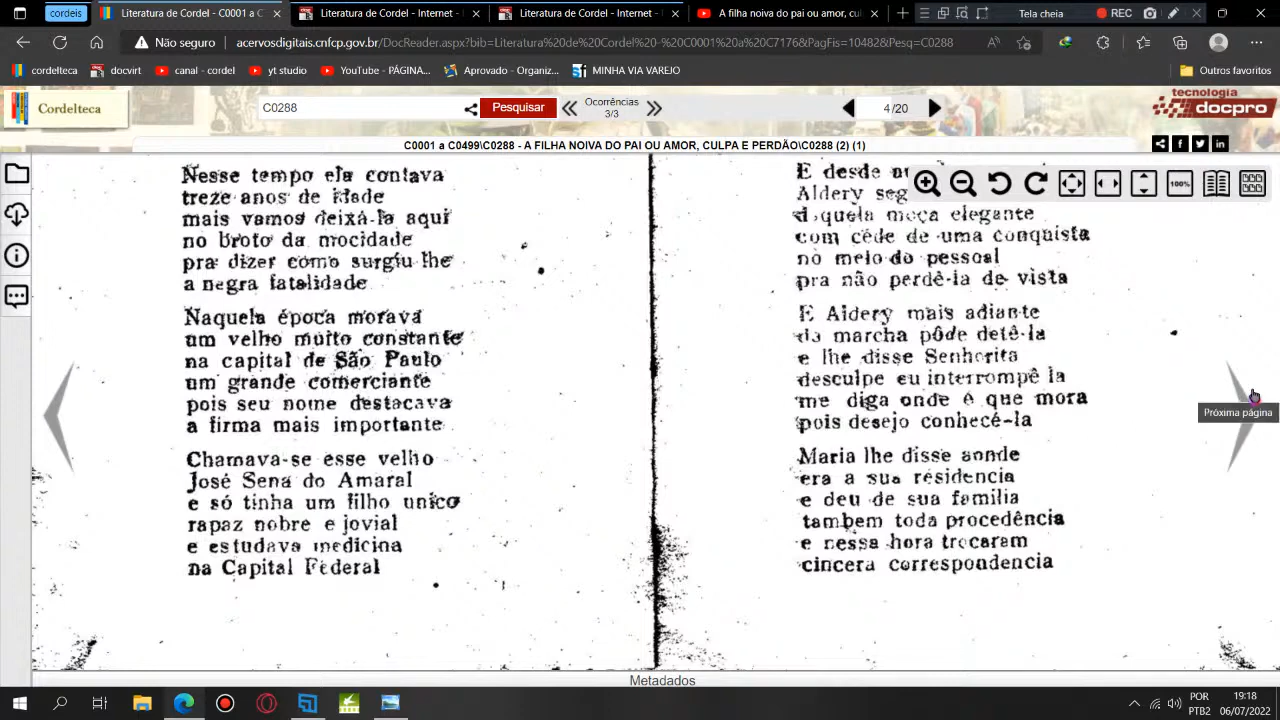 cordeis
Literatura de Cordel - C0001 a C
Literatura de Cordel - Internet -
Literatura de Cordel - Internet -
A filha noiva do pai ou amor, cul
Tela cheia
REC
Não seguro
acervosdigitais.cnfcp.gov.br/DocReader.aspx?bib=Literatura%20de%20Cordel%20-%20C0001%20a%20C7176&PagFis=10482&Pesq=C0288
cordelteca
docvirt
canal - cordel
yt studio
YouTube - PÁGINA...
Aprovado - Organiz...
MINHA VIA VAREJO
Outros favoritos
Cordelteca
C0288
Pesquisar
Ocorrências
3/3
4/20
tecnologia
docpro
C0001 a C0499\C0288 - A FILHA NOIVA DO PAI OU AMOR, CULPA E PERDÃO\C0288 (2) (1)
100%
Nesse tempo ela contava
treze anos de idade
mais vamos deixá-la aqui
no broto da mocidade
pra dizer como surgiu lhe
a negra fatalidade
Naquela época morava
um velho muito constante
na capital de São Paulo
um grande comerciante
pois seu nome destacava
a firma mais importante
Chamava-se esse velho
José Sena do Amaral
e só tinha um filho unico
rapaz nobre e jovial
e estudava medicina
na Capital Federal
E desde
Aldery
daquela moça elegante
com cêde de uma conquista
no meio do pessoal
pra não perdê-la de vista
E Aldery mais adiante
da marcha pôde detê-la
e lhe disse Senhorita
desculpe eu interrompê la
me diga onde é que mora
pois desejo conhecê-la
Maria lhe disse aonde
era a sua residencia
e deu de sua familia
tambem toda procedência
e nessa hora trocaram
cincera correspondencia
Próxima página
Metadados
POR
PTB2
19:18
06/07/2022